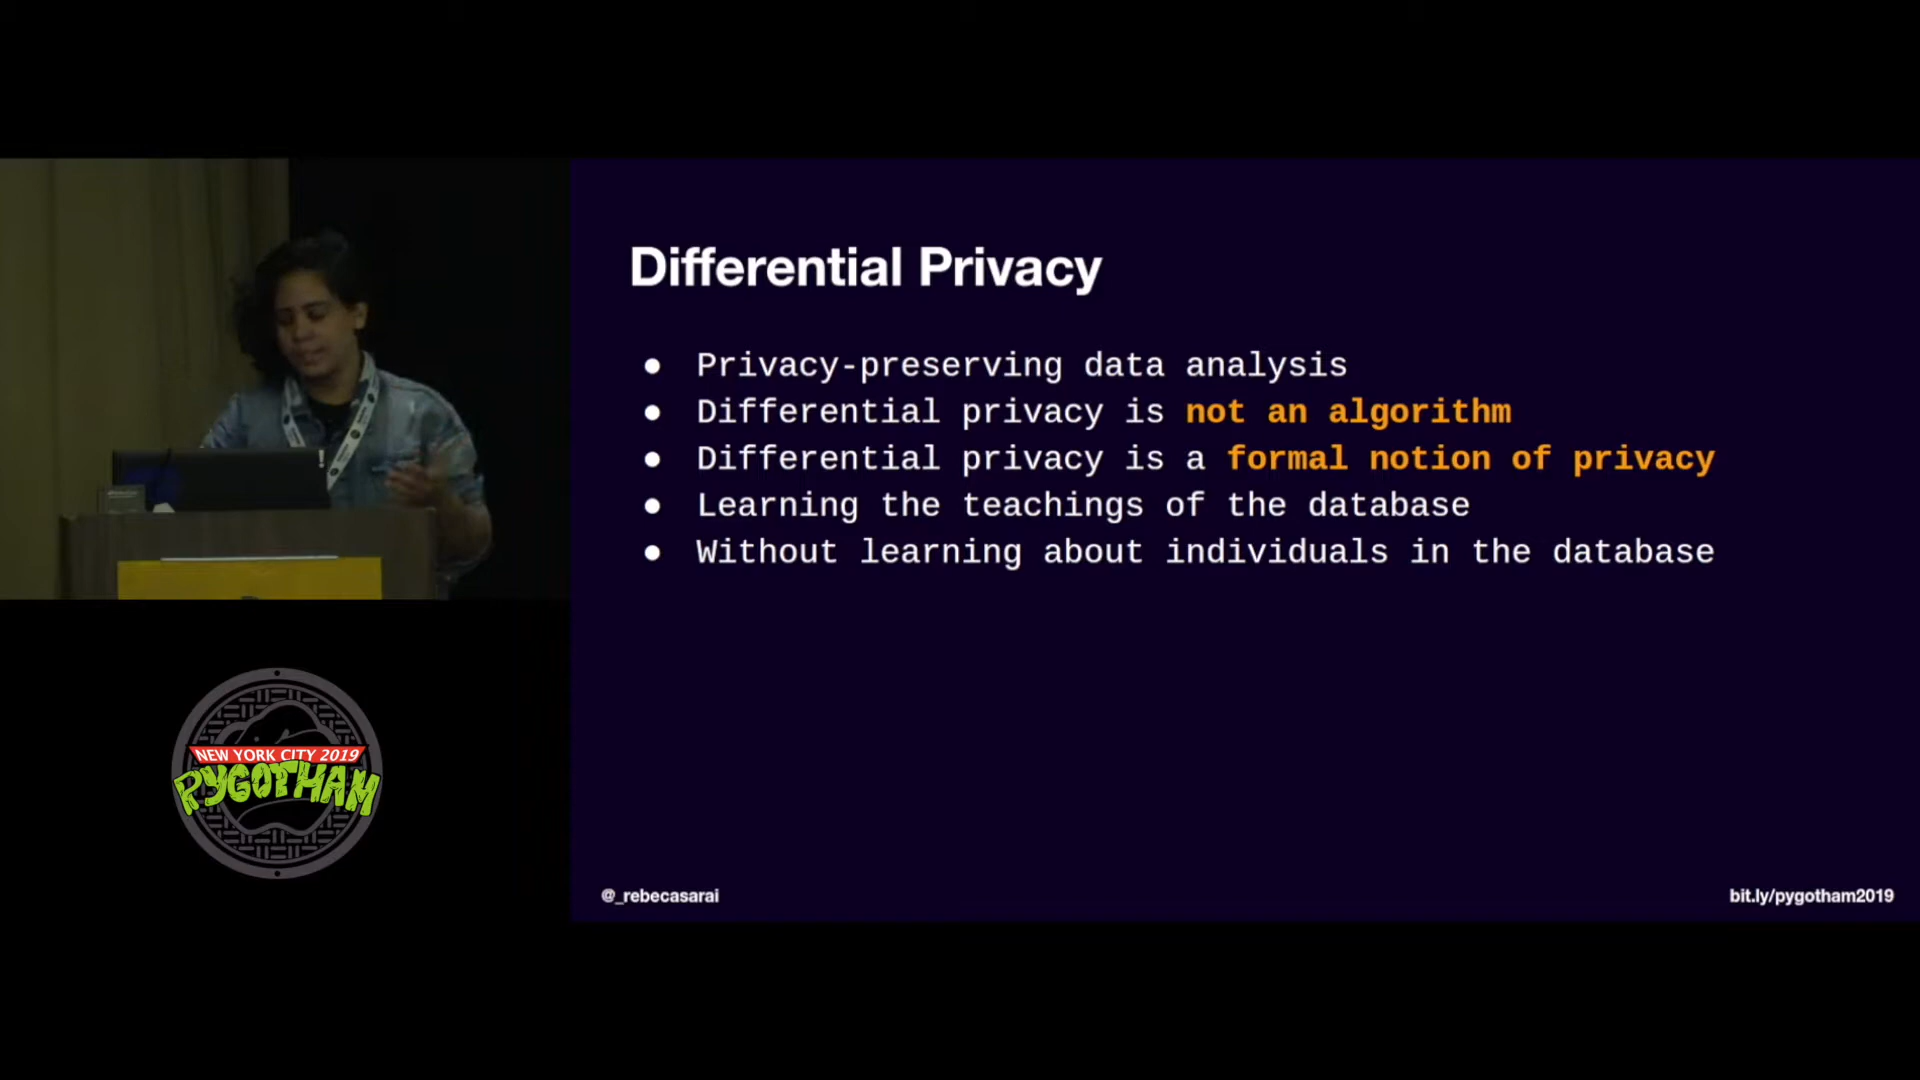 Differential Privacy
● Privacy-preserving data analysis
● Differential privacy is not an algorithm
● Differential privacy is a formal notion of privacy
● Learning the teachings of the database
● Without learning about individuals in the database
@_rebecasarai
bit.ly/pygotham2019
NEW YORK CITY 2019
PYGOTHAM